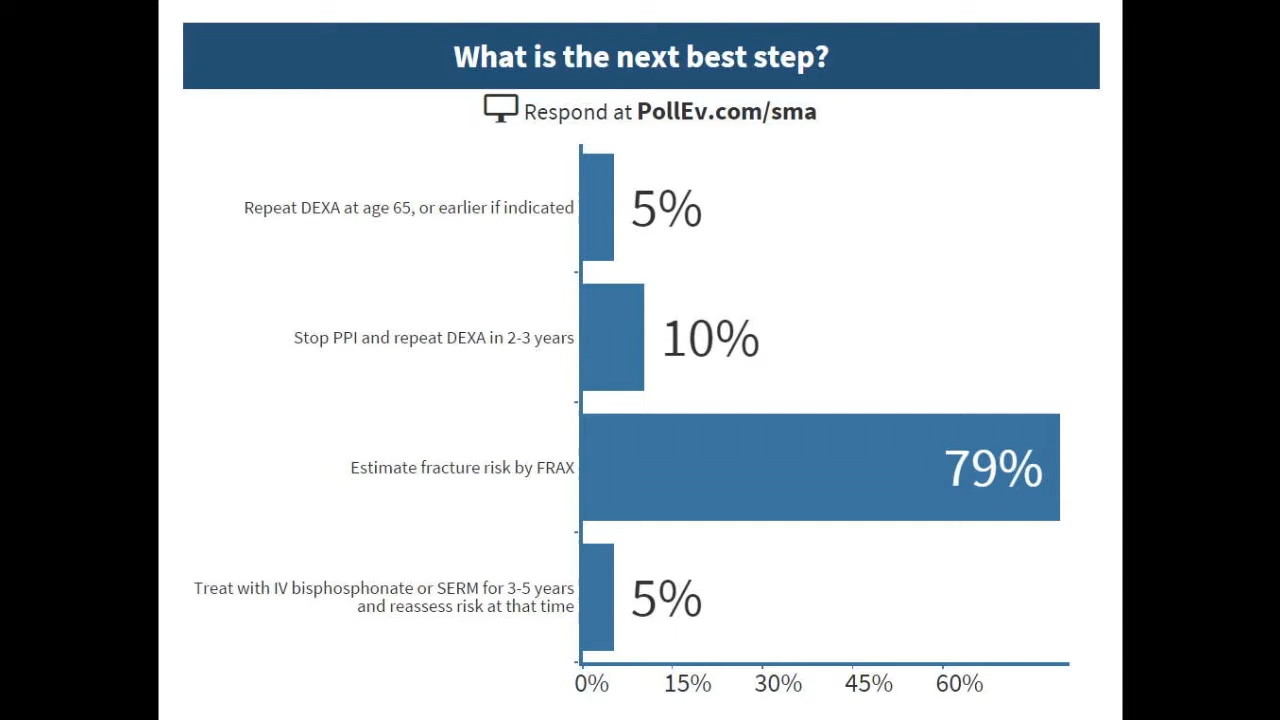 What is the next best step?
Respond at PollEv.com/sma
Repeat DEXA at age 65, or earlier if indicated
5%
Stop PPI and repeat DEXA in 2-3 years
10%
Estimate fracture risk by FRAX
79%
Treat with IV bisphosphonate or SERM for 3-5 years
and reassess risk at that time
5%
0% 15% 30% 45% 60%